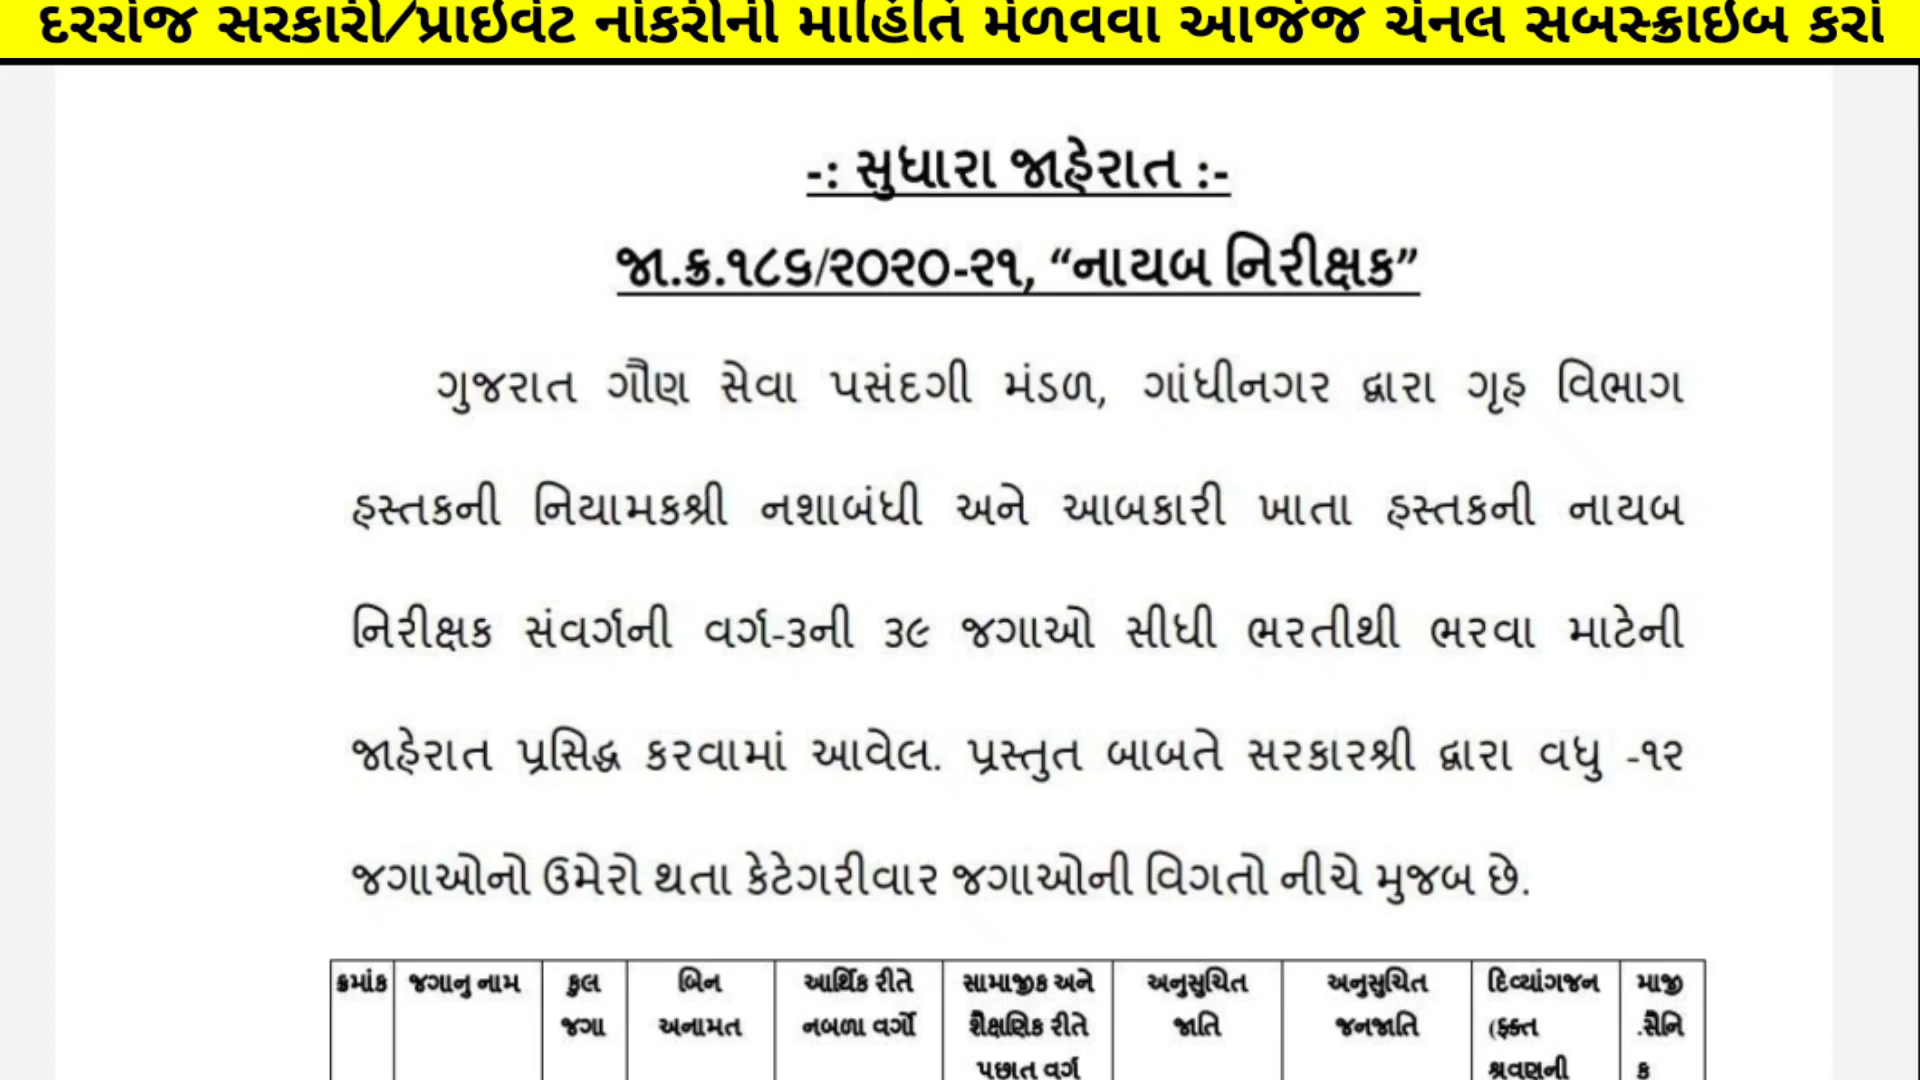 દરરોજ સરકારી/પ્રાઇવેટ નોકરીની માહિતિ મેળવવા આજેજ ચેનલ સબસ્ક્રાઇબ કરો
-: સુધારા જાહેરાત :-
જા.ક્ર.૧૮૬/૨૦૨૦-૨૧, “નાયબ નિરીક્ષક”
ગુજરાત ગૌણ સેવા પસંદગી મંડળ, ગાંધીનગર દ્વારા ગૃહ વિભાગ
હસ્તકની નિયામકશ્રી નશાબંધી અને આબકારી ખાતા હસ્તકની નાયબ
નિરીક્ષક સંવર્ગની વર્ગ-૩ની ૩૯ જગાઓ સીધી ભરતીથી ભરવા માટેની
જાહેરાત પ્રસિદ્ધ કરવામાં આવેલ. પ્રસ્તુત બાબતે સરકારશ્રી દ્વારા વધુ -૧૨
જગાઓનો ઉમેરો થતા કેટેગરીવાર જગાઓની વિગતો નીચે મુજબ છે.
ક્રમાંક જગાનુ નામ કુલ બિન આર્થિક રીતે સામાજીક અને અનુસુચિત અનુસુચિત દિવ્યાંગજન માજી
જગા અનામત નબળા વર્ગો શૈક્ષણિક રીતે જાતિ જનજાતિ (ફક્ત .સૈનિ
પછાત વર્ગ શ્રવણની ક